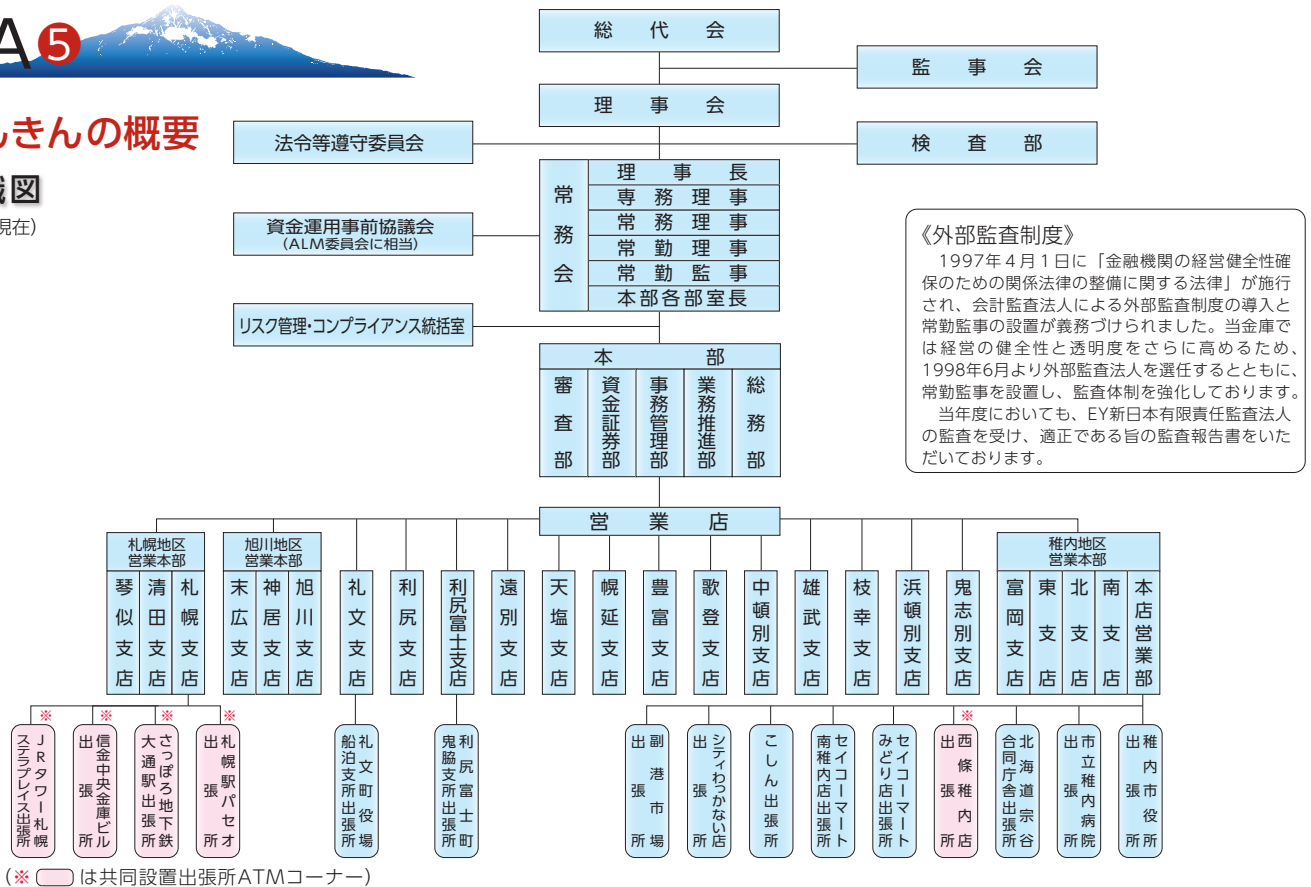 A5
きんの概要
図
現在)
総代会
監事会
理事会
法令等遵守委員会
検査部
常務会
理事長
専務理事
常務理事
常勤理事
常勤監事
本部各部室長
資金運用事前協議会
(ALM委員会に相当)
リスク管理・コンプライアンス統括室
《外部監査制度》
1997年4月1日に「金融機関の経営健全性確
保のための関係法律の整備に関する法律」が施行
され、会計監査法人による外部監査制度の導入と
常勤監事の設置が義務づけられました。当金庫で
は経営の健全性と透明度をさらに高めるため、
1998年6月より外部監査法人を選任するとともに、
常勤監事を設置し、監査体制を強化しております。
当年度においても、EY新日本有限責任監査法人
の監査を受け、適正である旨の監査報告書をいた
だいております。
本部
審査部
資金証券部
事務管理部
業務推進部
総務部
営業店
札幌地区
営業本部
琴似支店
清田支店
札幌支店
旭川地区
営業本部
末広支店
神居支店
旭川支店
礼文支店
利尻支店
利尻富士支店
遠別支店
天塩支店
幌延支店
豊富支店
歌登支店
中頓別支店
雄武支店
枝幸支店
浜頓別支店
鬼志別支店
稚内地区
営業本部
富岡支店
東支店
北支店
南支店
本店営業部
※
JRタワー札幌
ステラプレイス出張所
※
信金中央金庫ビル
出張所
※
さっぽろ地下鉄
大通駅出張所
※
札幌駅パセオ
出張所
礼文町役場
船泊支所出張所
利尻富士町
鬼脇支所出張所
副港市場
出張所
シティわっかない店
出張所
こしん出張所
セイコーマート
南稚内店出張所
セイコーマート
みどり店出張所
※
西條稚内店
出張所
北海道宗谷
合同庁舎出張所
市立稚内病院
出張所
稚内市役所
出張所
(※ は共同設置出張所ATMコーナー)